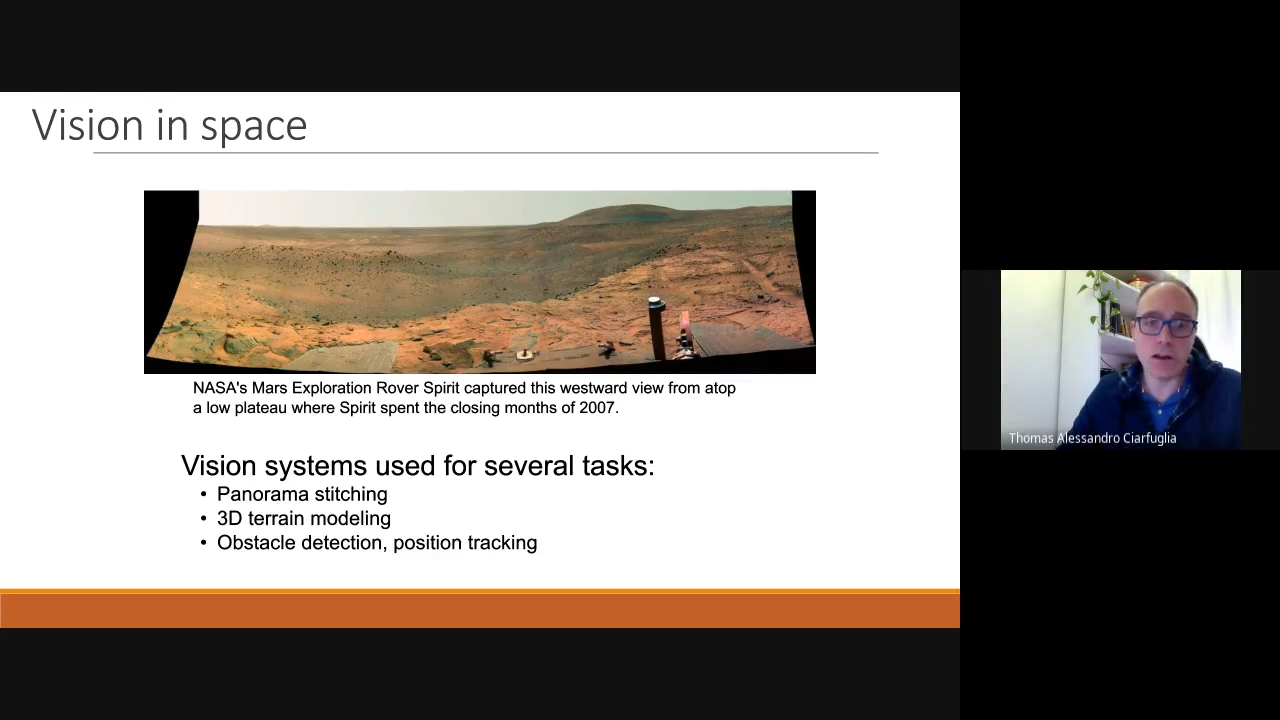 Vision in space
NASA's Mars Exploration Rover Spirit captured this westward view from atop
a low plateau where Spirit spent the closing months of 2007.
Vision systems used for several tasks:
• Panorama stitching
• 3D terrain modeling
• Obstacle detection, position tracking
Thomas Alessandro Ciarfuglia